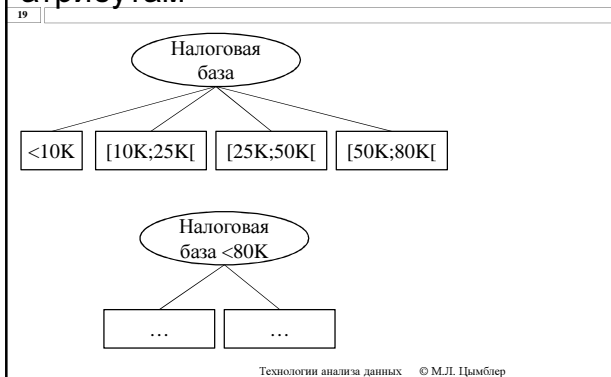 атрибутам
19
Налоговая
база
<10K [10K;25K[ [25K;50K[ [50K;80K[
Налоговая
база <80K
… …
Технологии анализа данных © М.Л. Цымблер